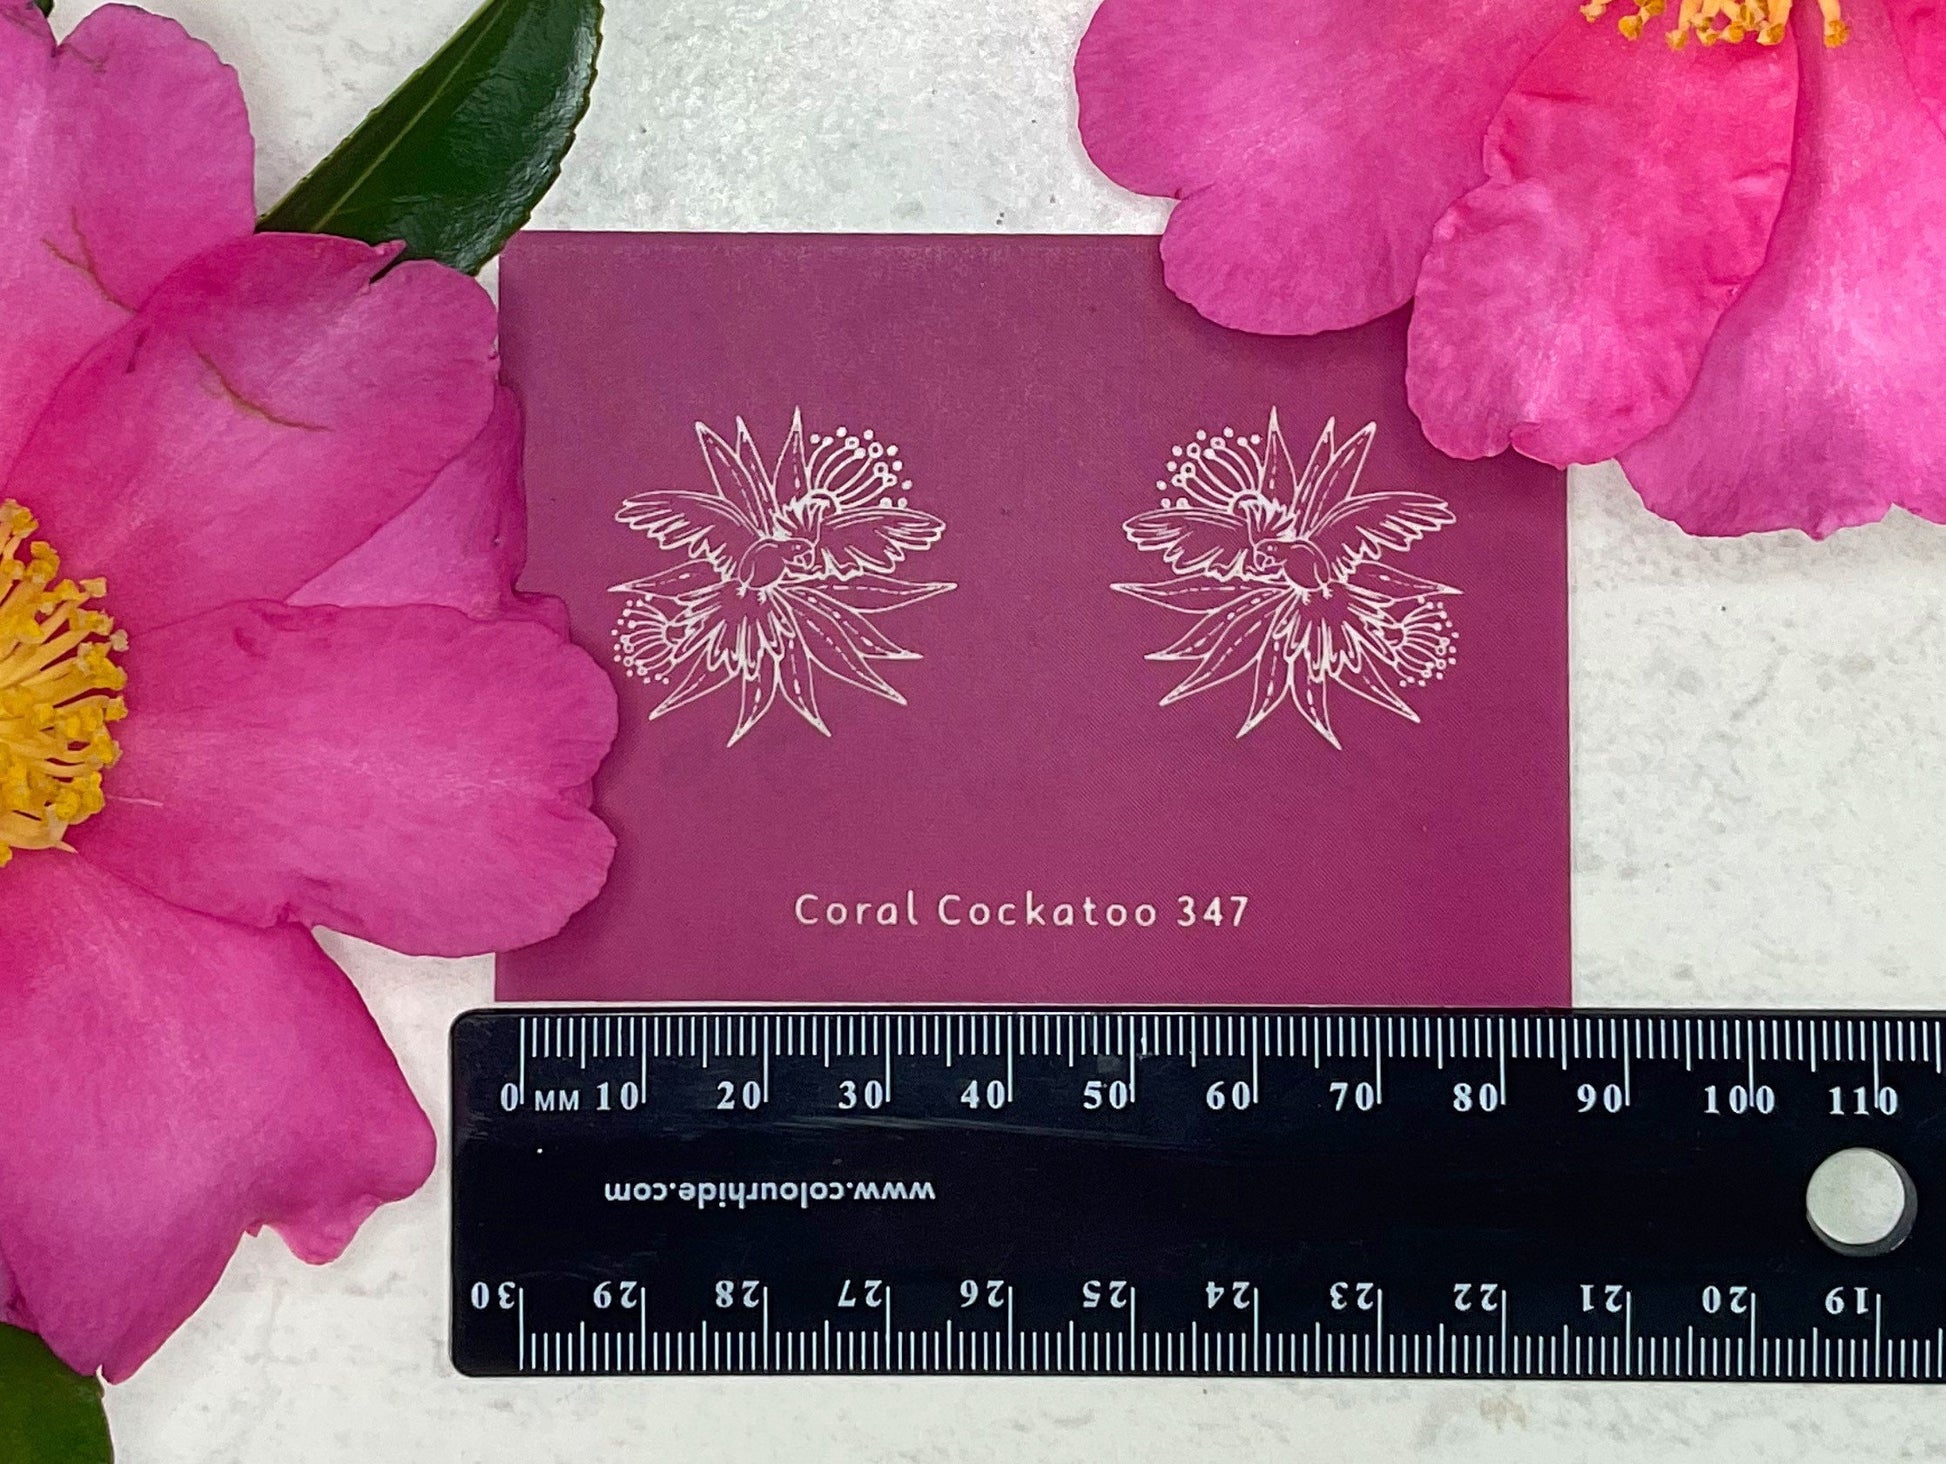 Coral Cockatoo 347
0 MM 10 20 30 40 50 60 70 80 90 100 110
www.colourhide.com
30 29 28 27 26 25 24 23 22 21 20 19